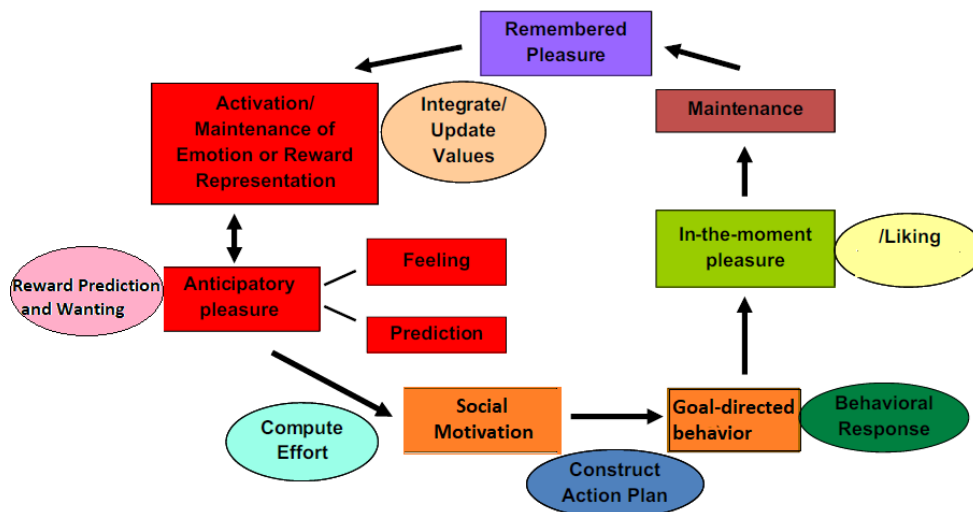 Remembered
Pleasure
Activation/
Maintenance of
Emotion or Reward
Representation
Integrate/
Update
Values
Maintenance
In-the-moment
pleasure
/Liking
Feeling
Reward Prediction
and Wanting
Anticipatory
pleasure
Prediction
Social
Motivation
Goal-directed
behavior
Behavioral
Response
Compute
Effort
Construct
Action Plan